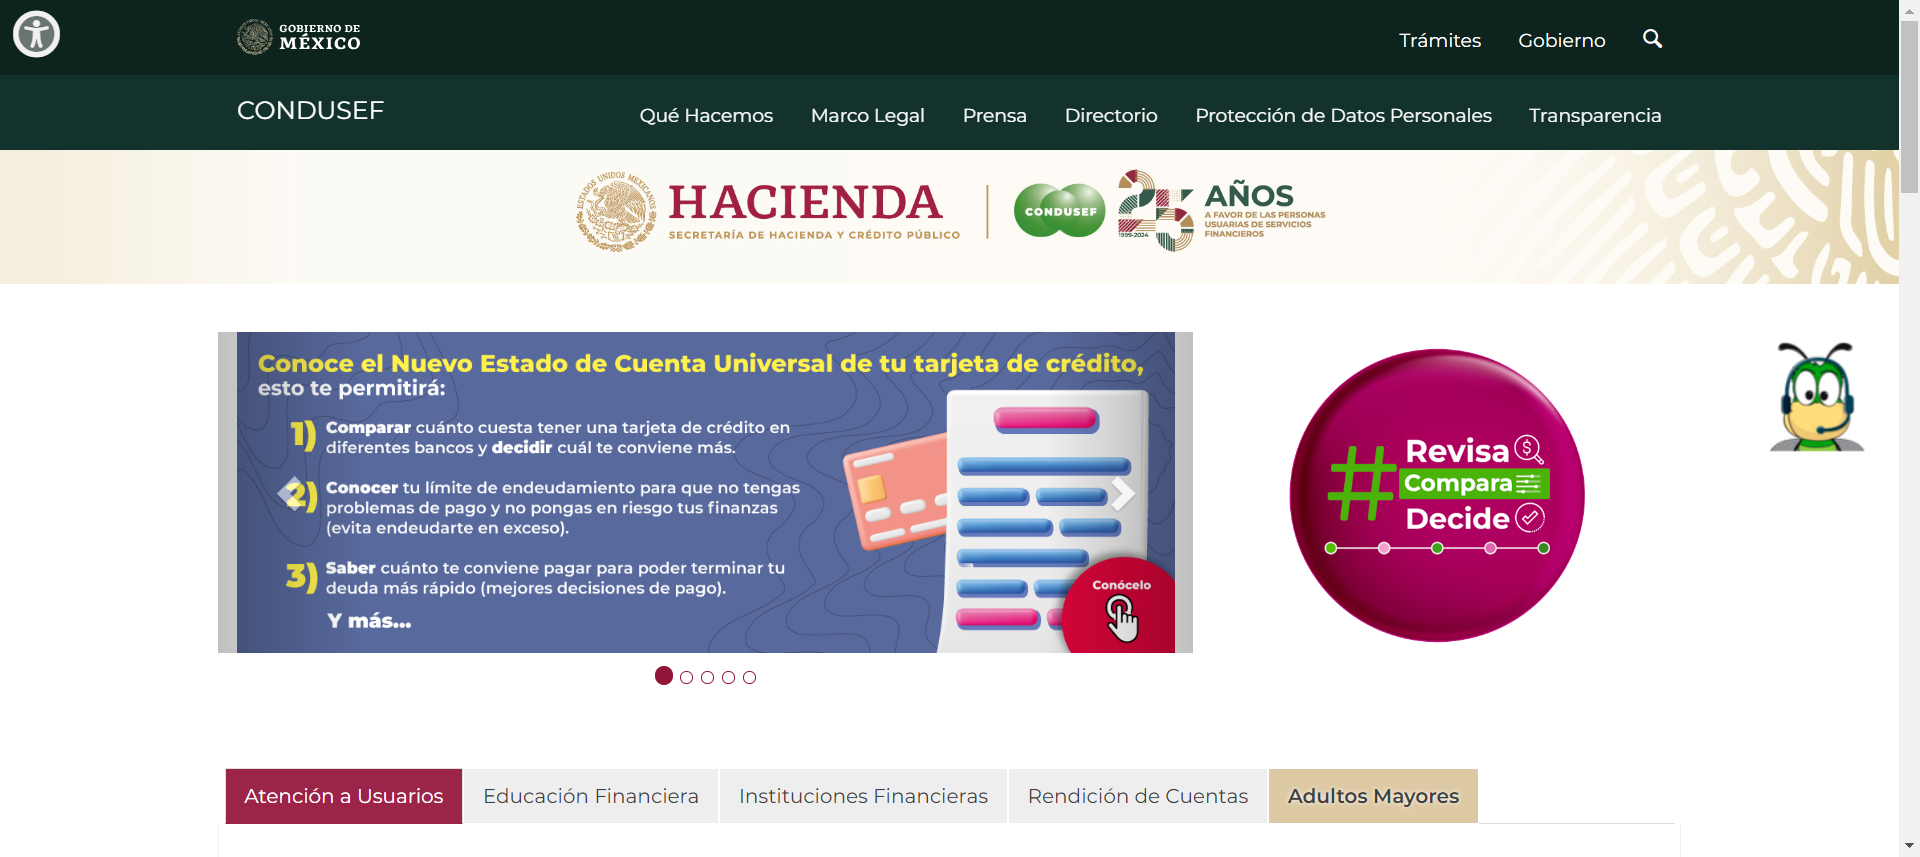 GOBIERNO DE
MÉXICO
Trámites
Gobierno
CONDUSEF
Qué Hacemos
Marco Legal
Prensa
Directorio
Protección de Datos Personales
Transparencia
ESTADOS UNIDOS MEXICANOS
HACIENDA
SECRETARÍA DE HACIENDA Y CRÉDITO PÚBLICO
CONDUSEF
25
1999-2024
AÑOS
A FAVOR DE LAS PERSONAS
USUARIAS DE SERVICIOS
FINANCIEROS
Conoce el Nuevo Estado de Cuenta Universal de tu tarjeta de crédito,
esto te permitirá:
1) Comparar cuánto cuesta tener una tarjeta de crédito en
diferentes bancos y decidir cuál te conviene más.
2) Conocer tu límite de endeudamiento para que no tengas
problemas de pago y no pongas en riesgo tus finanzas
(evita endeudarte en exceso).
3) Saber cuánto te conviene pagar para poder terminar tu
deuda más rápido (mejores decisiones de pago).
Y más...
Conócelo
# Revisa
Compara
Decide
Atención a Usuarios
Educación Financiera
Instituciones Financieras
Rendición de Cuentas
Adultos Mayores